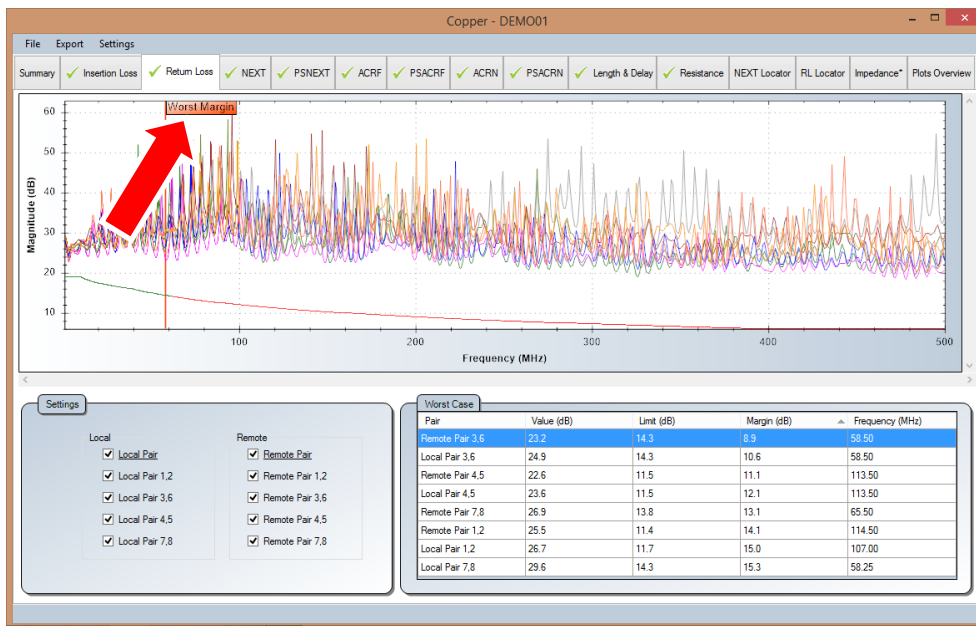 Copper - DEMO01
File Export Settings
Summary Insertion Loss Return Loss NEXT PSNEXT ACRF PSACRF ACRN PSACRN Length & Delay Resistance NEXT Locator RL Locator Impedance* Plots Overview
Worst Margin
60
50
40
30
20
10
Magnitude (dB)
100 200 300 400 500
Frequency (MHz)
Settings
Local Remote
Local Pair Remote Pair
Local Pair 1,2 Remote Pair 1,2
Local Pair 3,6 Remote Pair 3,6
Local Pair 4,5 Remote Pair 4,5
Local Pair 7,8 Remote Pair 7,8
Worst Case
Pair Value (dB) Limit (dB) Margin (dB) Frequency (MHz)
Remote Pair 3,6 23.2 14.3 8.9 58.50
Local Pair 3,6 24.9 14.3 10.6 58.50
Remote Pair 4,5 22.6 11.5 11.1 113.50
Local Pair 4,5 23.6 11.5 12.1 113.50
Remote Pair 7,8 26.9 13.8 13.1 65.50
Remote Pair 1,2 25.5 11.4 14.1 114.50
Local Pair 1,2 26.7 11.7 15.0 107.00
Local Pair 7,8 29.6 14.3 15.3 58.25